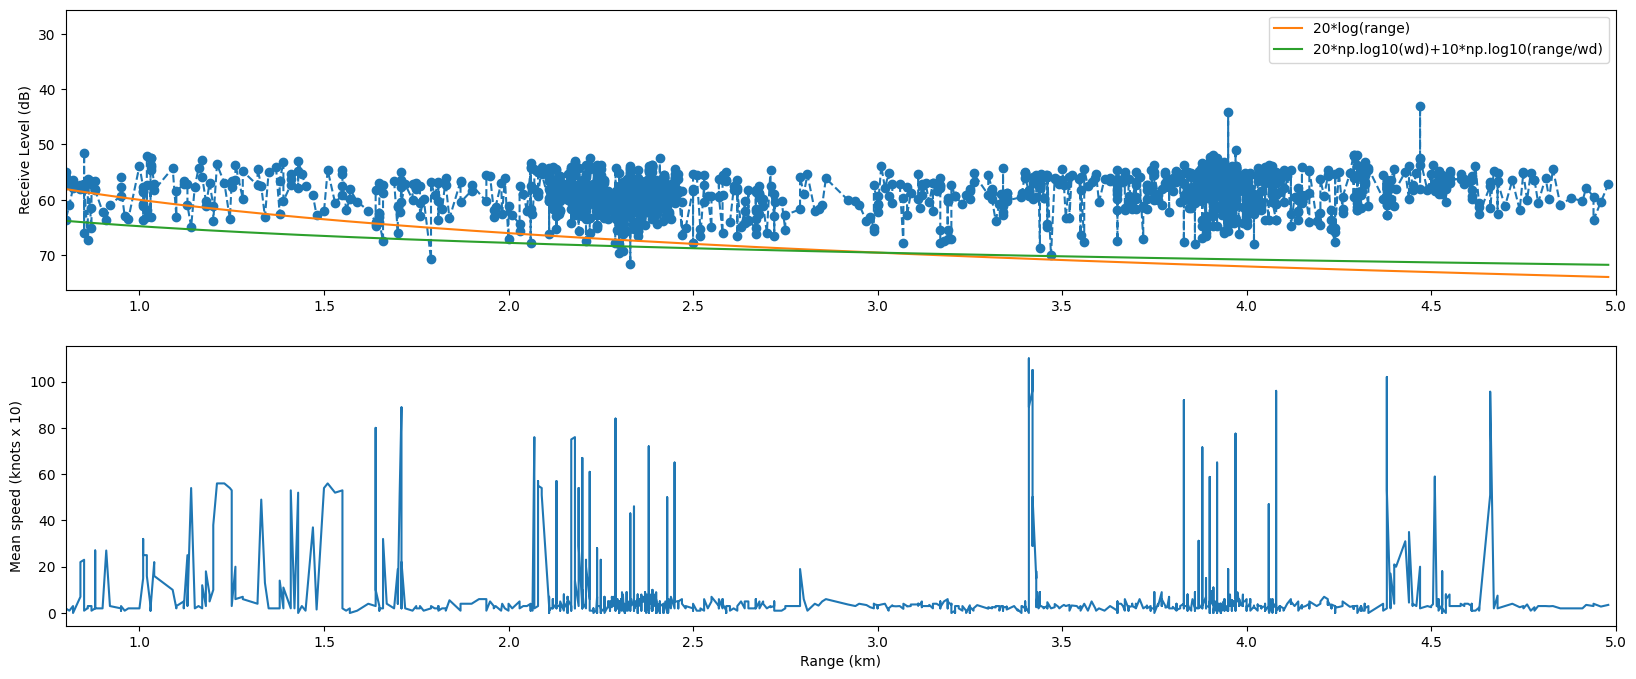 20*log(range)
20*np.log10(wd)+10*np.log10(range/wd)
Receive Level (dB)
30
40
50
60
70
1.0 1.5 2.0 2.5 3.0 3.5 4.0 4.5 5.0
Mean speed (knots x 10)
100
80
60
40
20
0
1.0 1.5 2.0 2.5 3.0 3.5 4.0 4.5 5.0
Range (km)